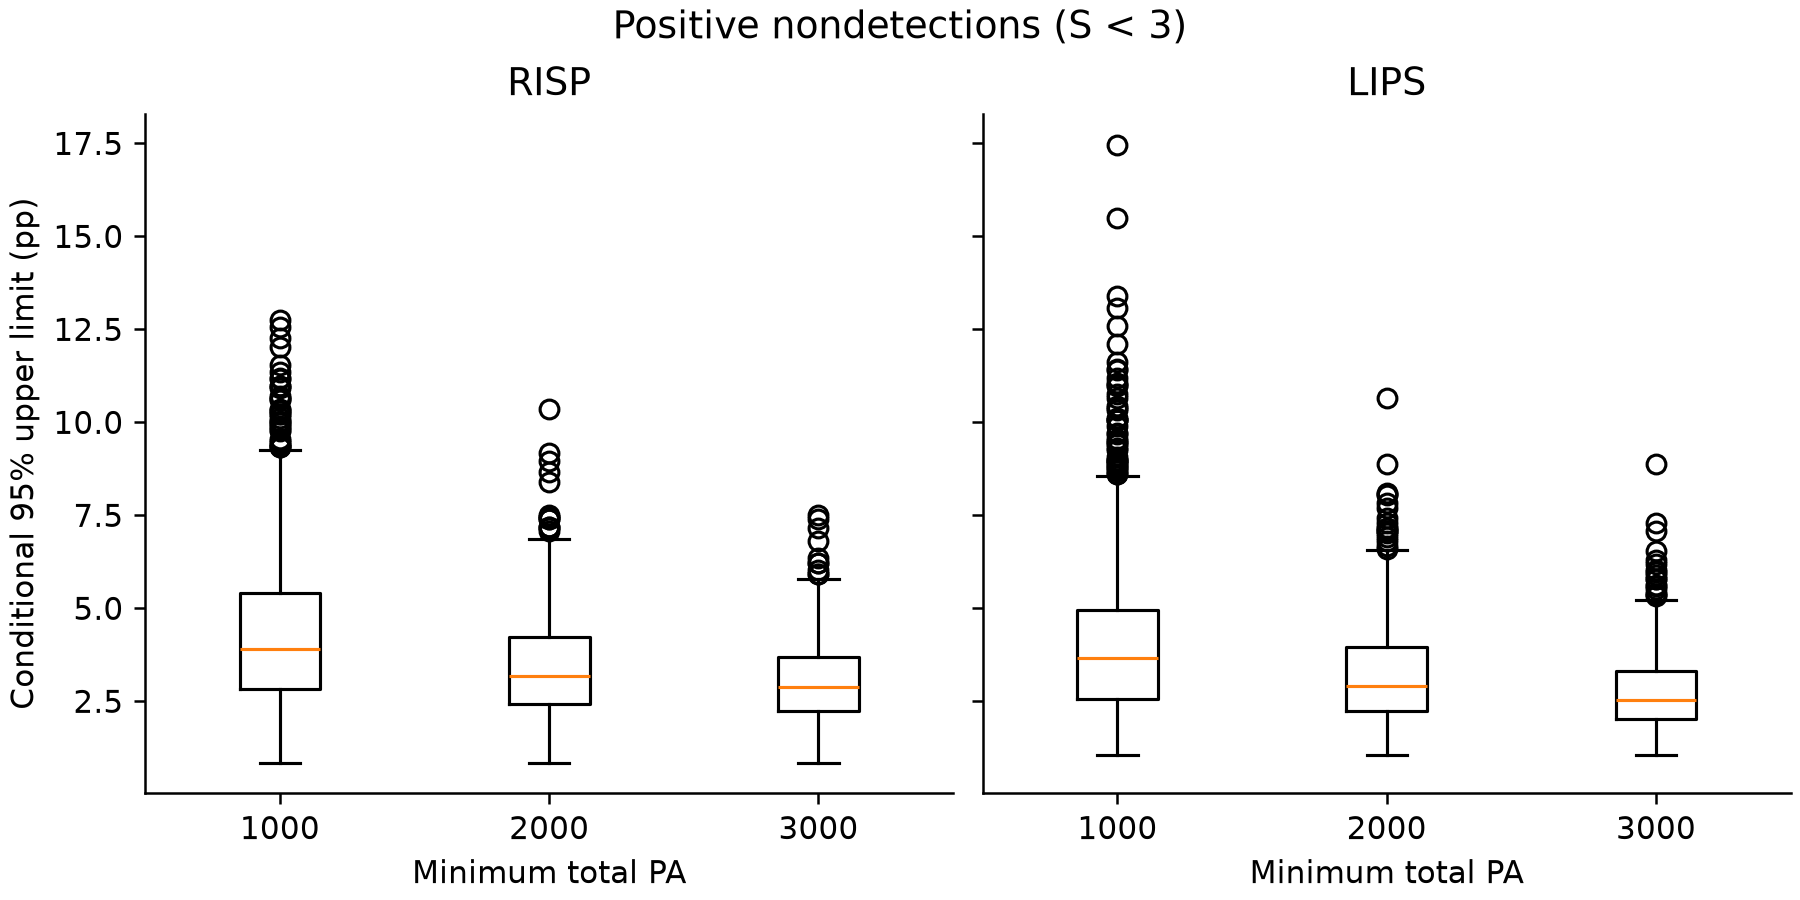 Positive nondetections (S < 3)
RISP
LIPS
Conditional 95% upper limit (pp)
17.5
15.0
12.5
10.0
7.5
5.0
2.5
1000 2000 3000
Minimum total PA
1000 2000 3000
Minimum total PA